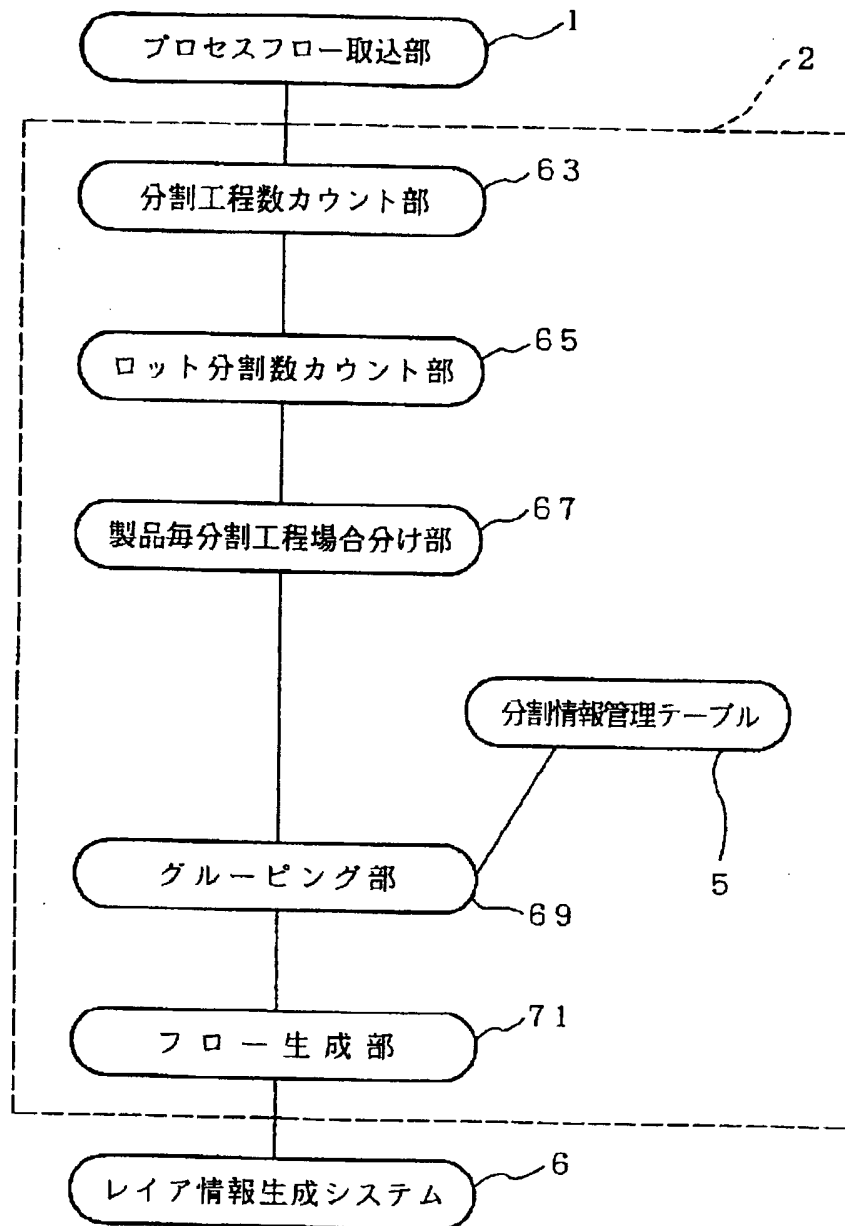 プロセスフロー取込部
1
2
分割工程数カウント部
63
ロット分割数カウント部
65
製品毎分割工程場合分け部
67
分割情報管理テーブル
5
グルーピング部
69
フロー生成部
71
レイア情報生成システム
6